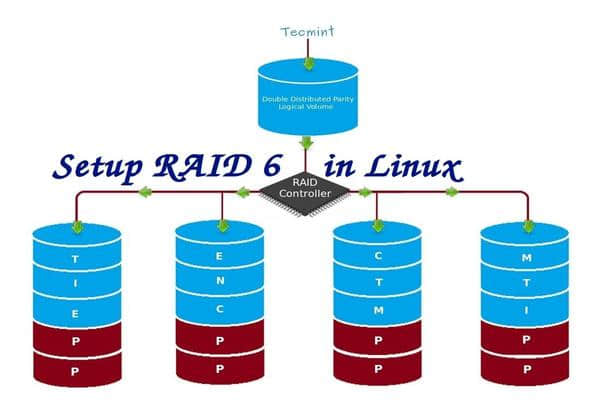 Tecmint
Double Distributed Parity
Logical Volume
Setup RAID 6 in Linux
RAID
Controller
T E C M
I N T T
E C M I
P P P P
P P P P